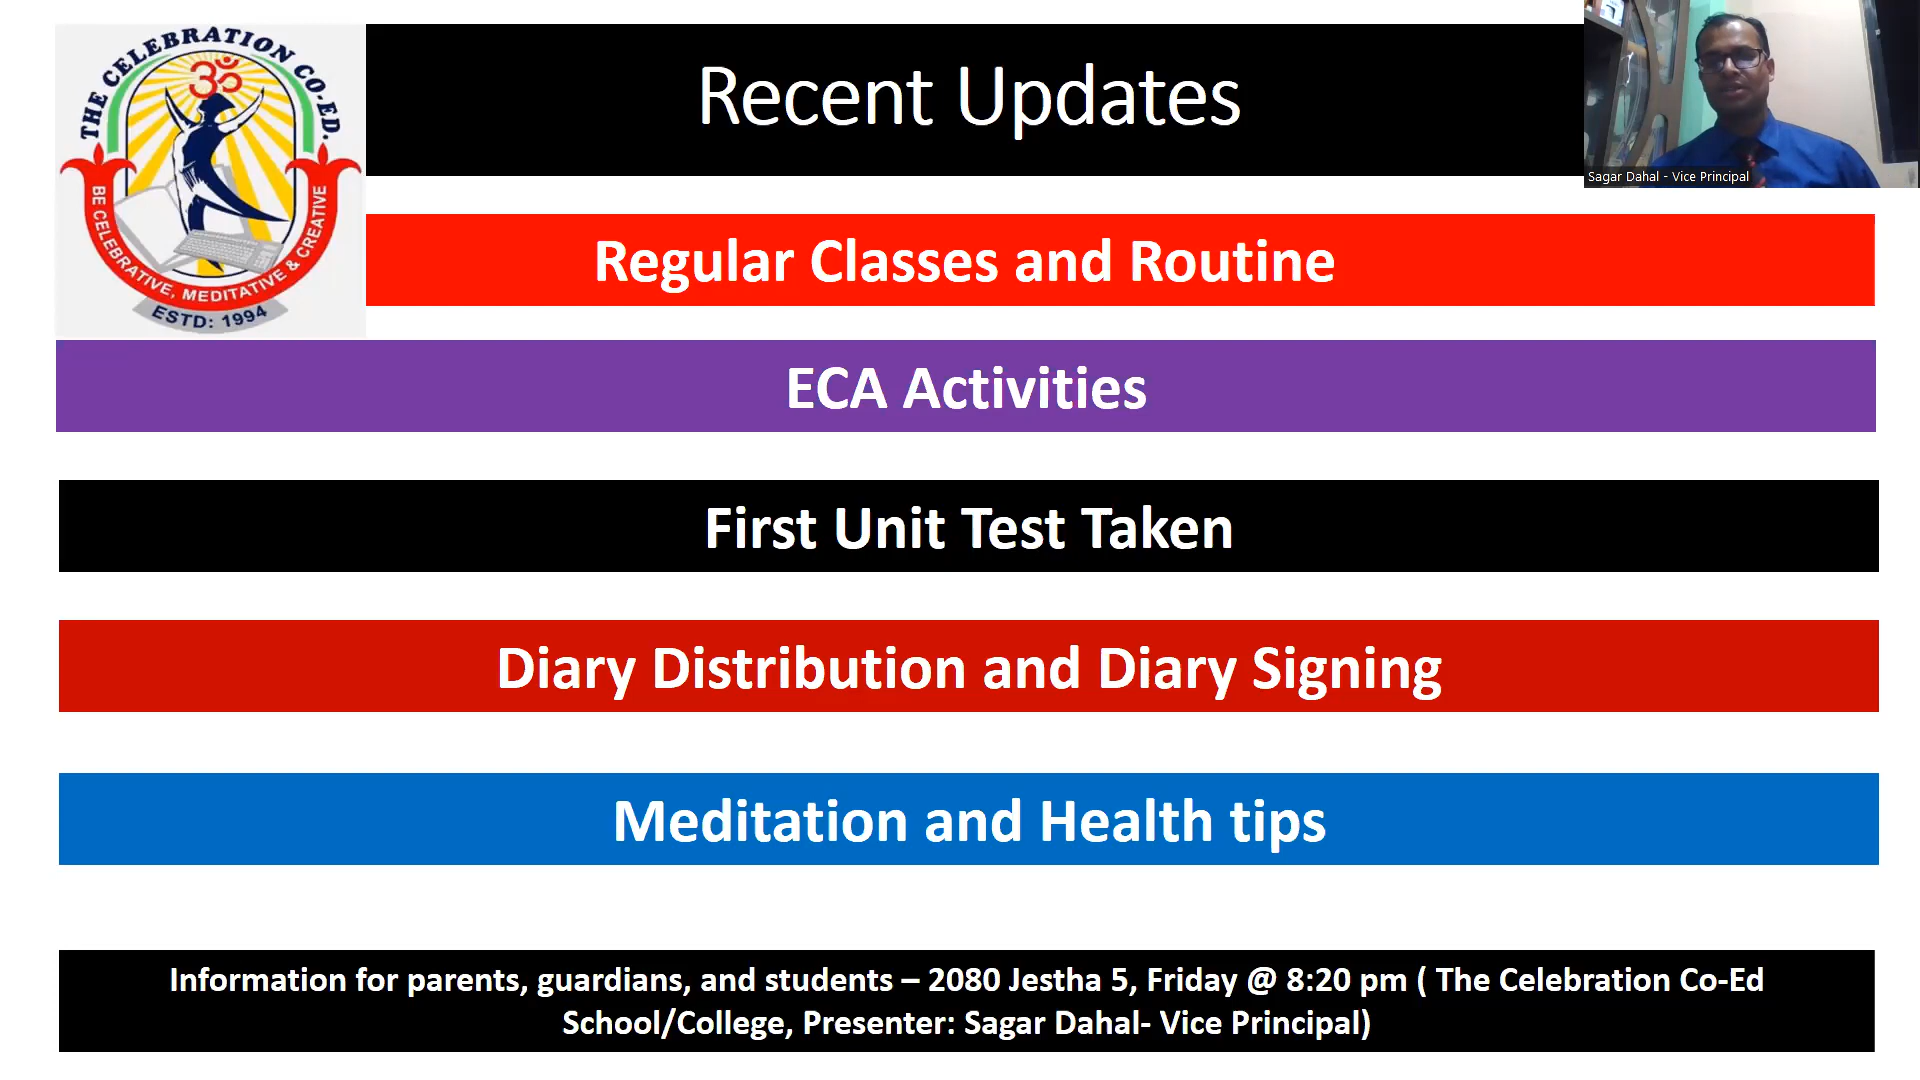 THE CELEBRATION CO-ED.
BE CELEBRATIVE, MEDITATIVE & CREATIVE
ESTD: 1994
Recent Updates
Sagar Dahal - Vice Principal
Regular Classes and Routine
ECA Activities
First Unit Test Taken
Diary Distribution and Diary Signing
Meditation and Health tips
Information for parents, guardians, and students – 2080 Jestha 5, Friday @ 8:20 pm ( The Celebration Co-Ed
School/College, Presenter: Sagar Dahal- Vice Principal)